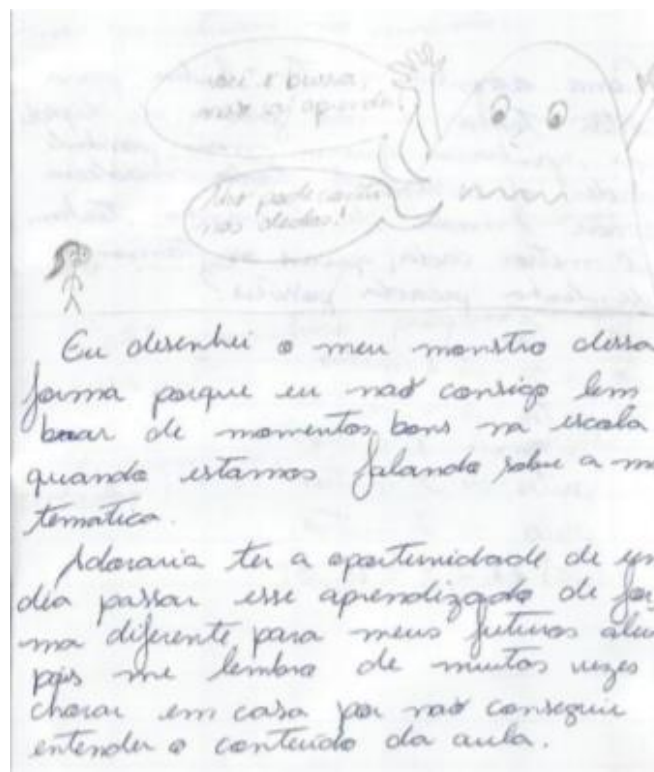 você é burra,
nem vai aprender!
Não pode contar
nos dedos!
Eu desenhei o meu monstro dessa
forma porque eu não consigo lem
brar de momentos bons na escola
quando estamos falando sobre a ma
temática.
Adoraria ter a oportunidade de um
dia passar esse aprendizado de for
ma diferente para meus futuros alu
pois me lembro de muitas vezes
chorar em casa por não conseguir
entender o conteúdo da aula.